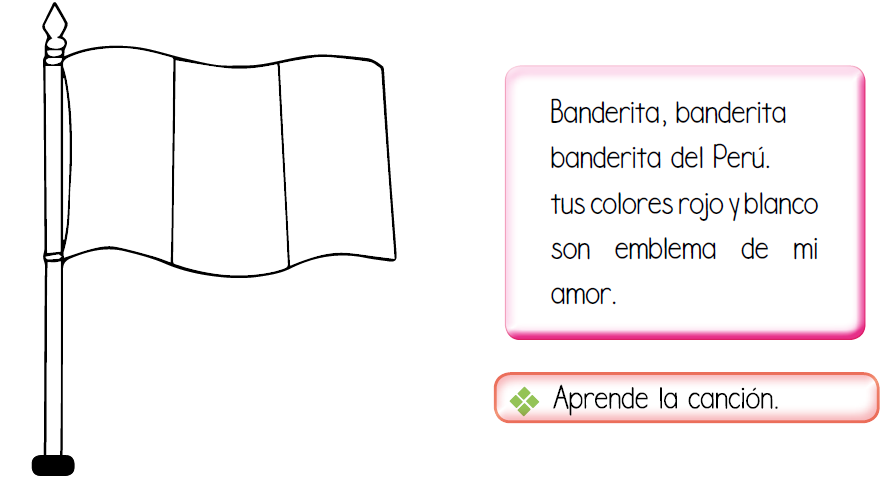 Banderita, banderita
banderita del Perú.
tus colores rojo y blanco
son emblema de mi
amor.
Aprende la canción.